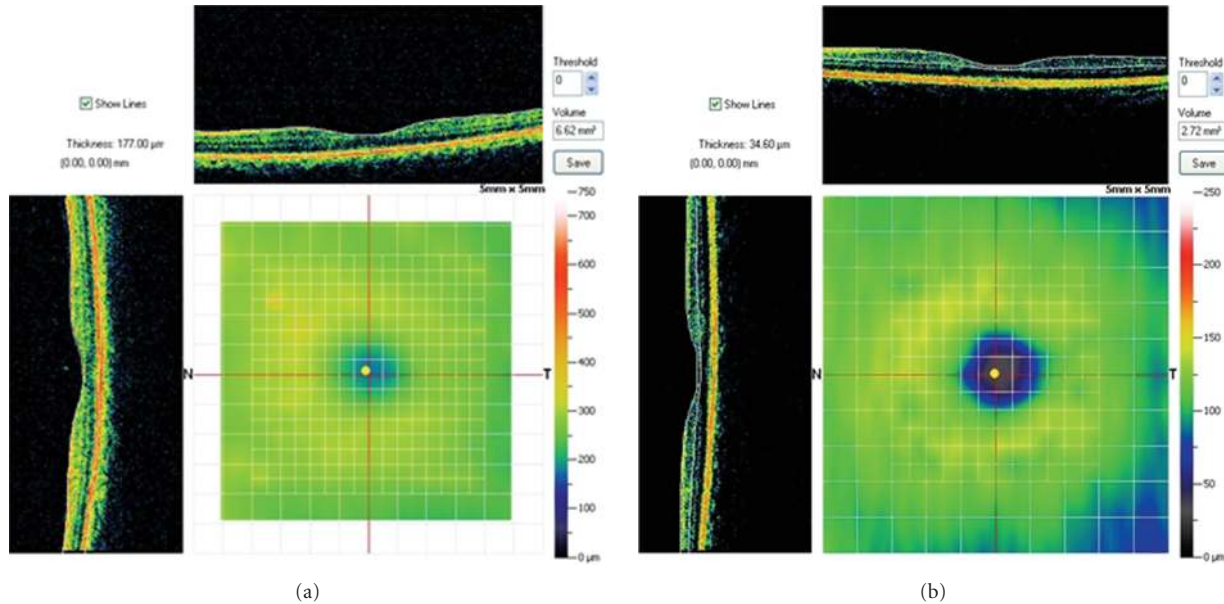 Show Lines
Thickness: 177.00 µm
(0.00, 0.00) mm
Threshold
0
Volume
6.62 mm³
Save
5mm x 5mm
750
700
600
500
400
300
200
100
0 µm
N
T
(a)
Show Lines
Thickness: 34.60 µm
(0.00, 0.00) mm
Threshold
0
Volume
2.72 mm³
Save
5mm x 5mm
250
200
150
100
50
0 µm
N
T
(b)